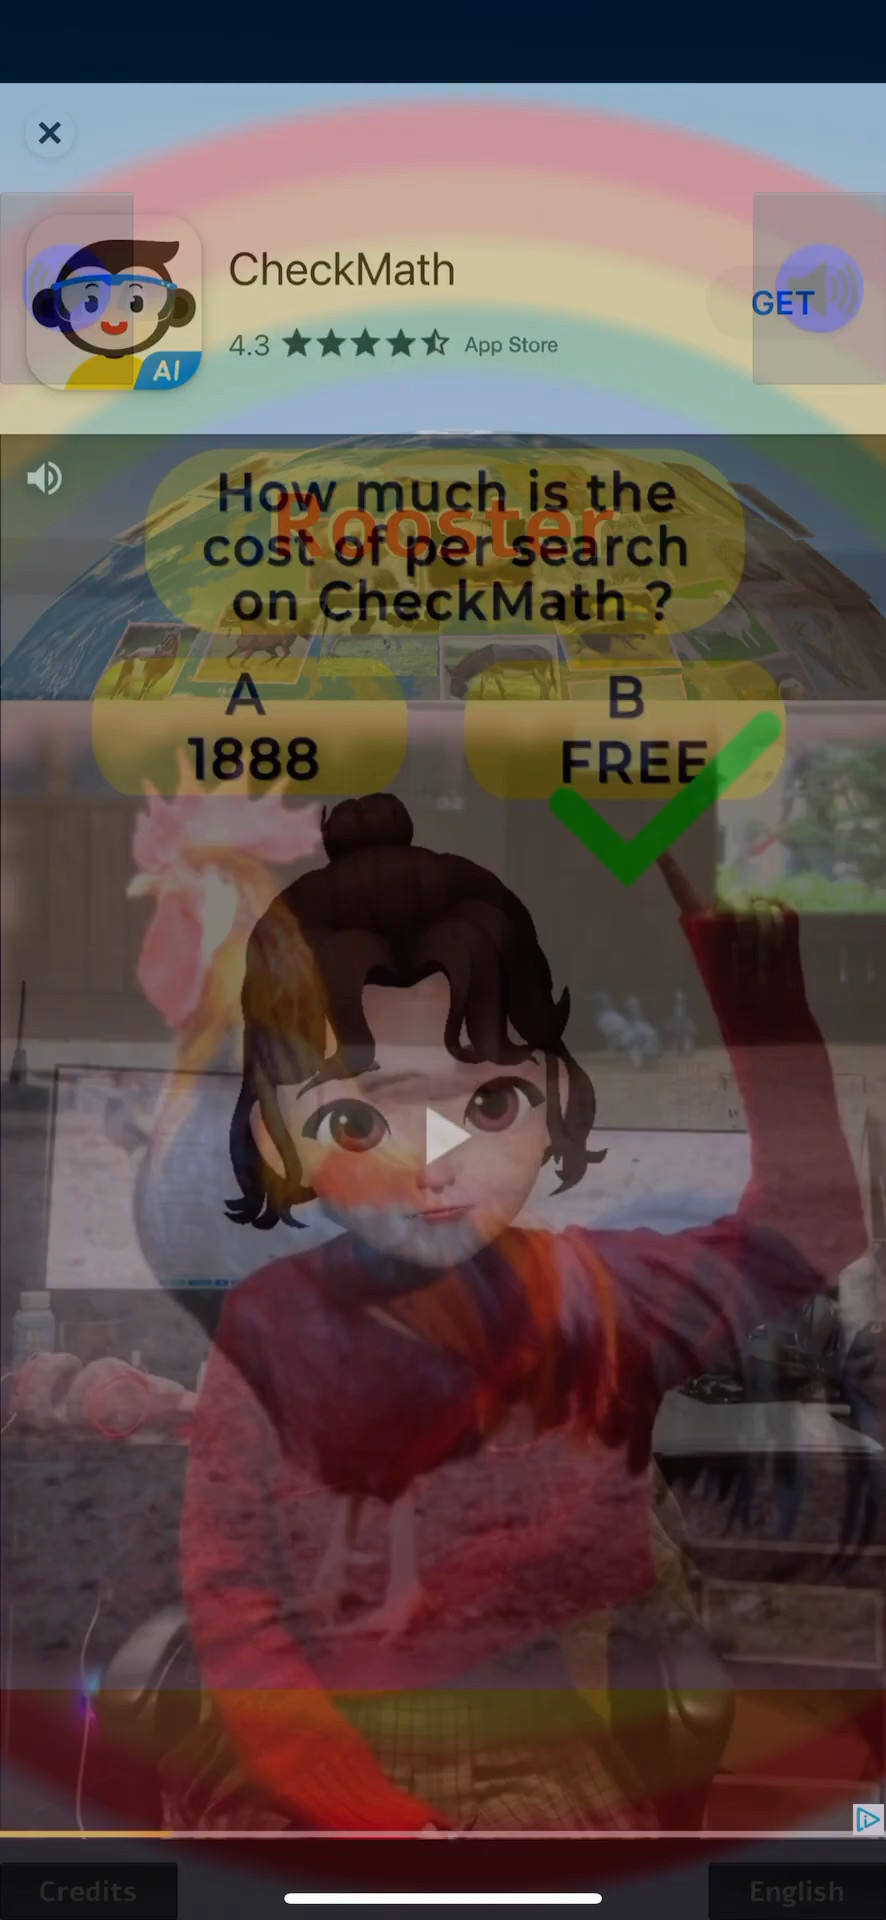 CheckMath
GET
4.3
App Store
AI
How much is the
Rooster
cost of per search
on CheckMath ?
A
B
1888
FREE
Credits
English